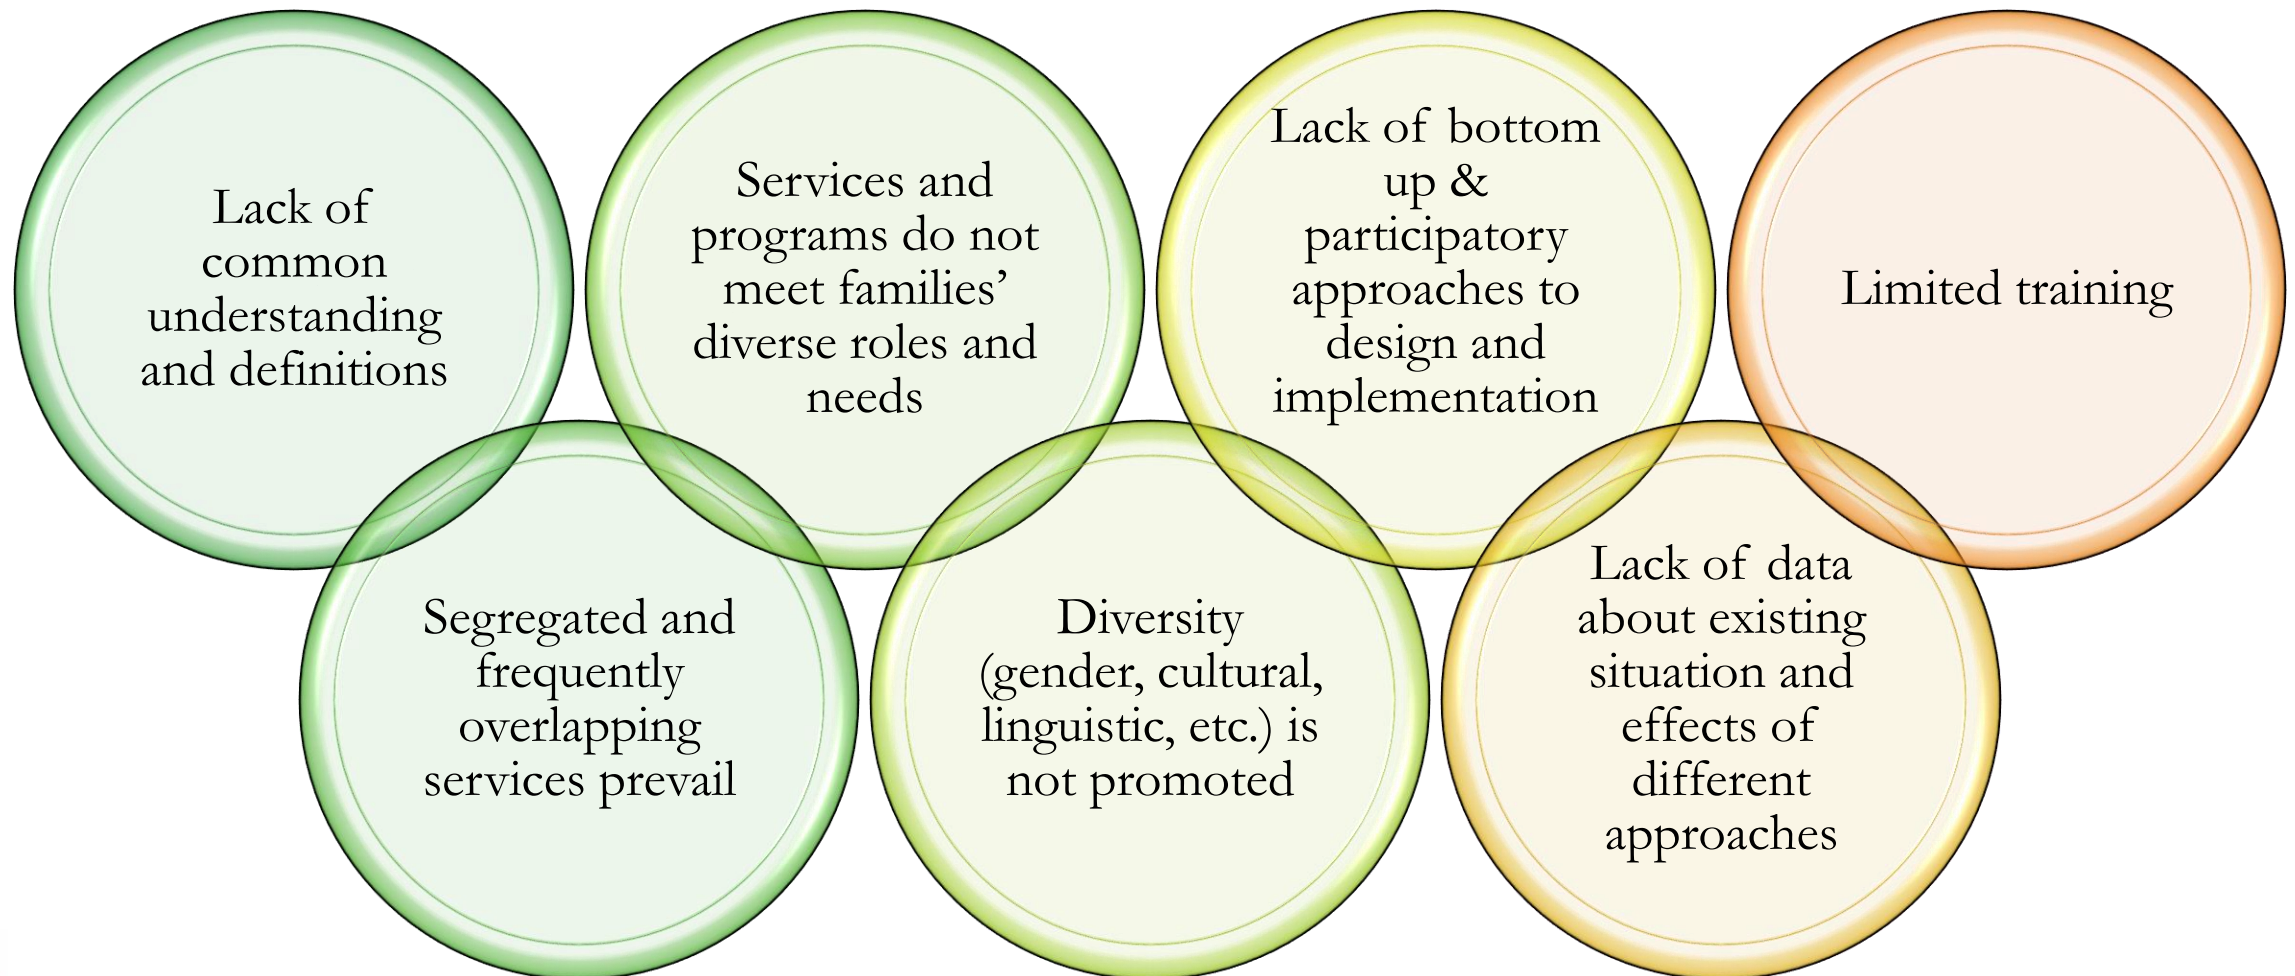 Lack of
common
understanding
and definitions
Segregated and
frequently
overlapping
services prevail
Services and
programs do not
meet families’
diverse roles and
needs
Diversity
(gender, cultural,
linguistic, etc.) is
not promoted
Lack of bottom
up &
participatory
approaches to
design and
implementation
Lack of data
about existing
situation and
effects of
different
approaches
Limited training